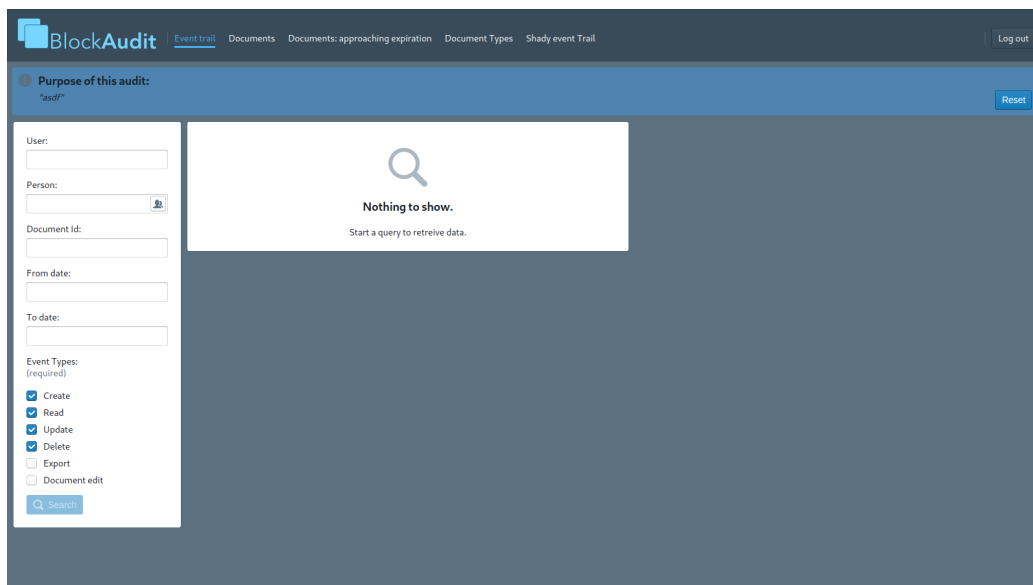 BlockAudit
Event trail Documents Documents: approaching expiration Document Types Shady event Trail Log out
Purpose of this audit:
"asdf"
Reset
User:
Person:
Document Id:
From date:
To date:
Event Types:
(required)
Create
Read
Update
Delete
Export
Document edit
Search
Nothing to show.
Start a query to retreive data.